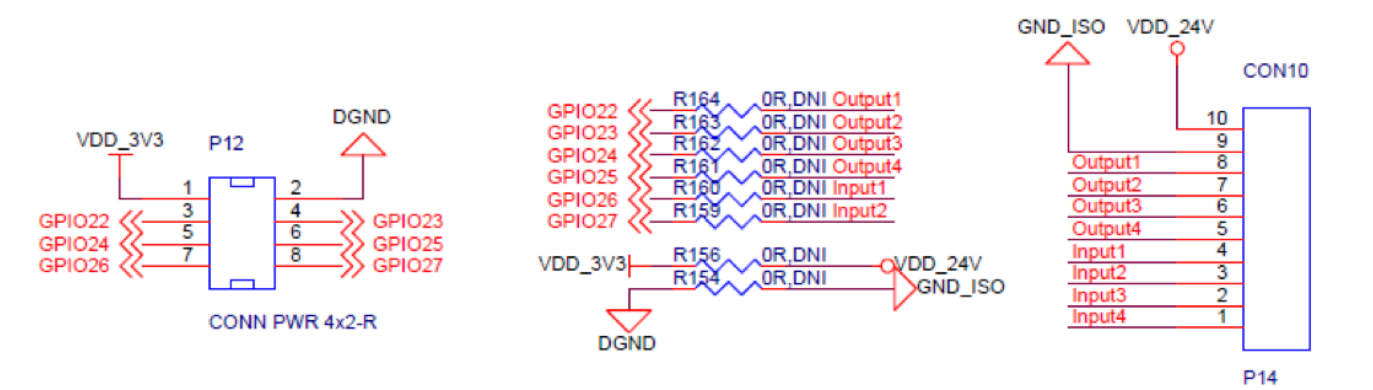 VDD_3V3
P12
DGND
1
2
GPIO22
3
4
GPIO23
GPIO24
5
6
GPIO25
GPIO26
7
8
GPIO27
CONN PWR 4x2-R
GPIO22 R164 0R,DNI Output1
GPIO23 R163 0R,DNI Output2
GPIO24 R162 0R,DNI Output3
GPIO25 R161 0R,DNI Output4
GPIO26 R160 0R,DNI Input1
GPIO27 R159 0R,DNI Input2
VDD_3V3 R156 0R,DNI VDD_24V
R154 0R,DNI GND_ISO
DGND
GND_ISO VDD_24V
CON10
10
9
Output1 8
Output2 7
Output3 6
Output4 5
Input1 4
Input2 3
Input3 2
Input4 1
P14